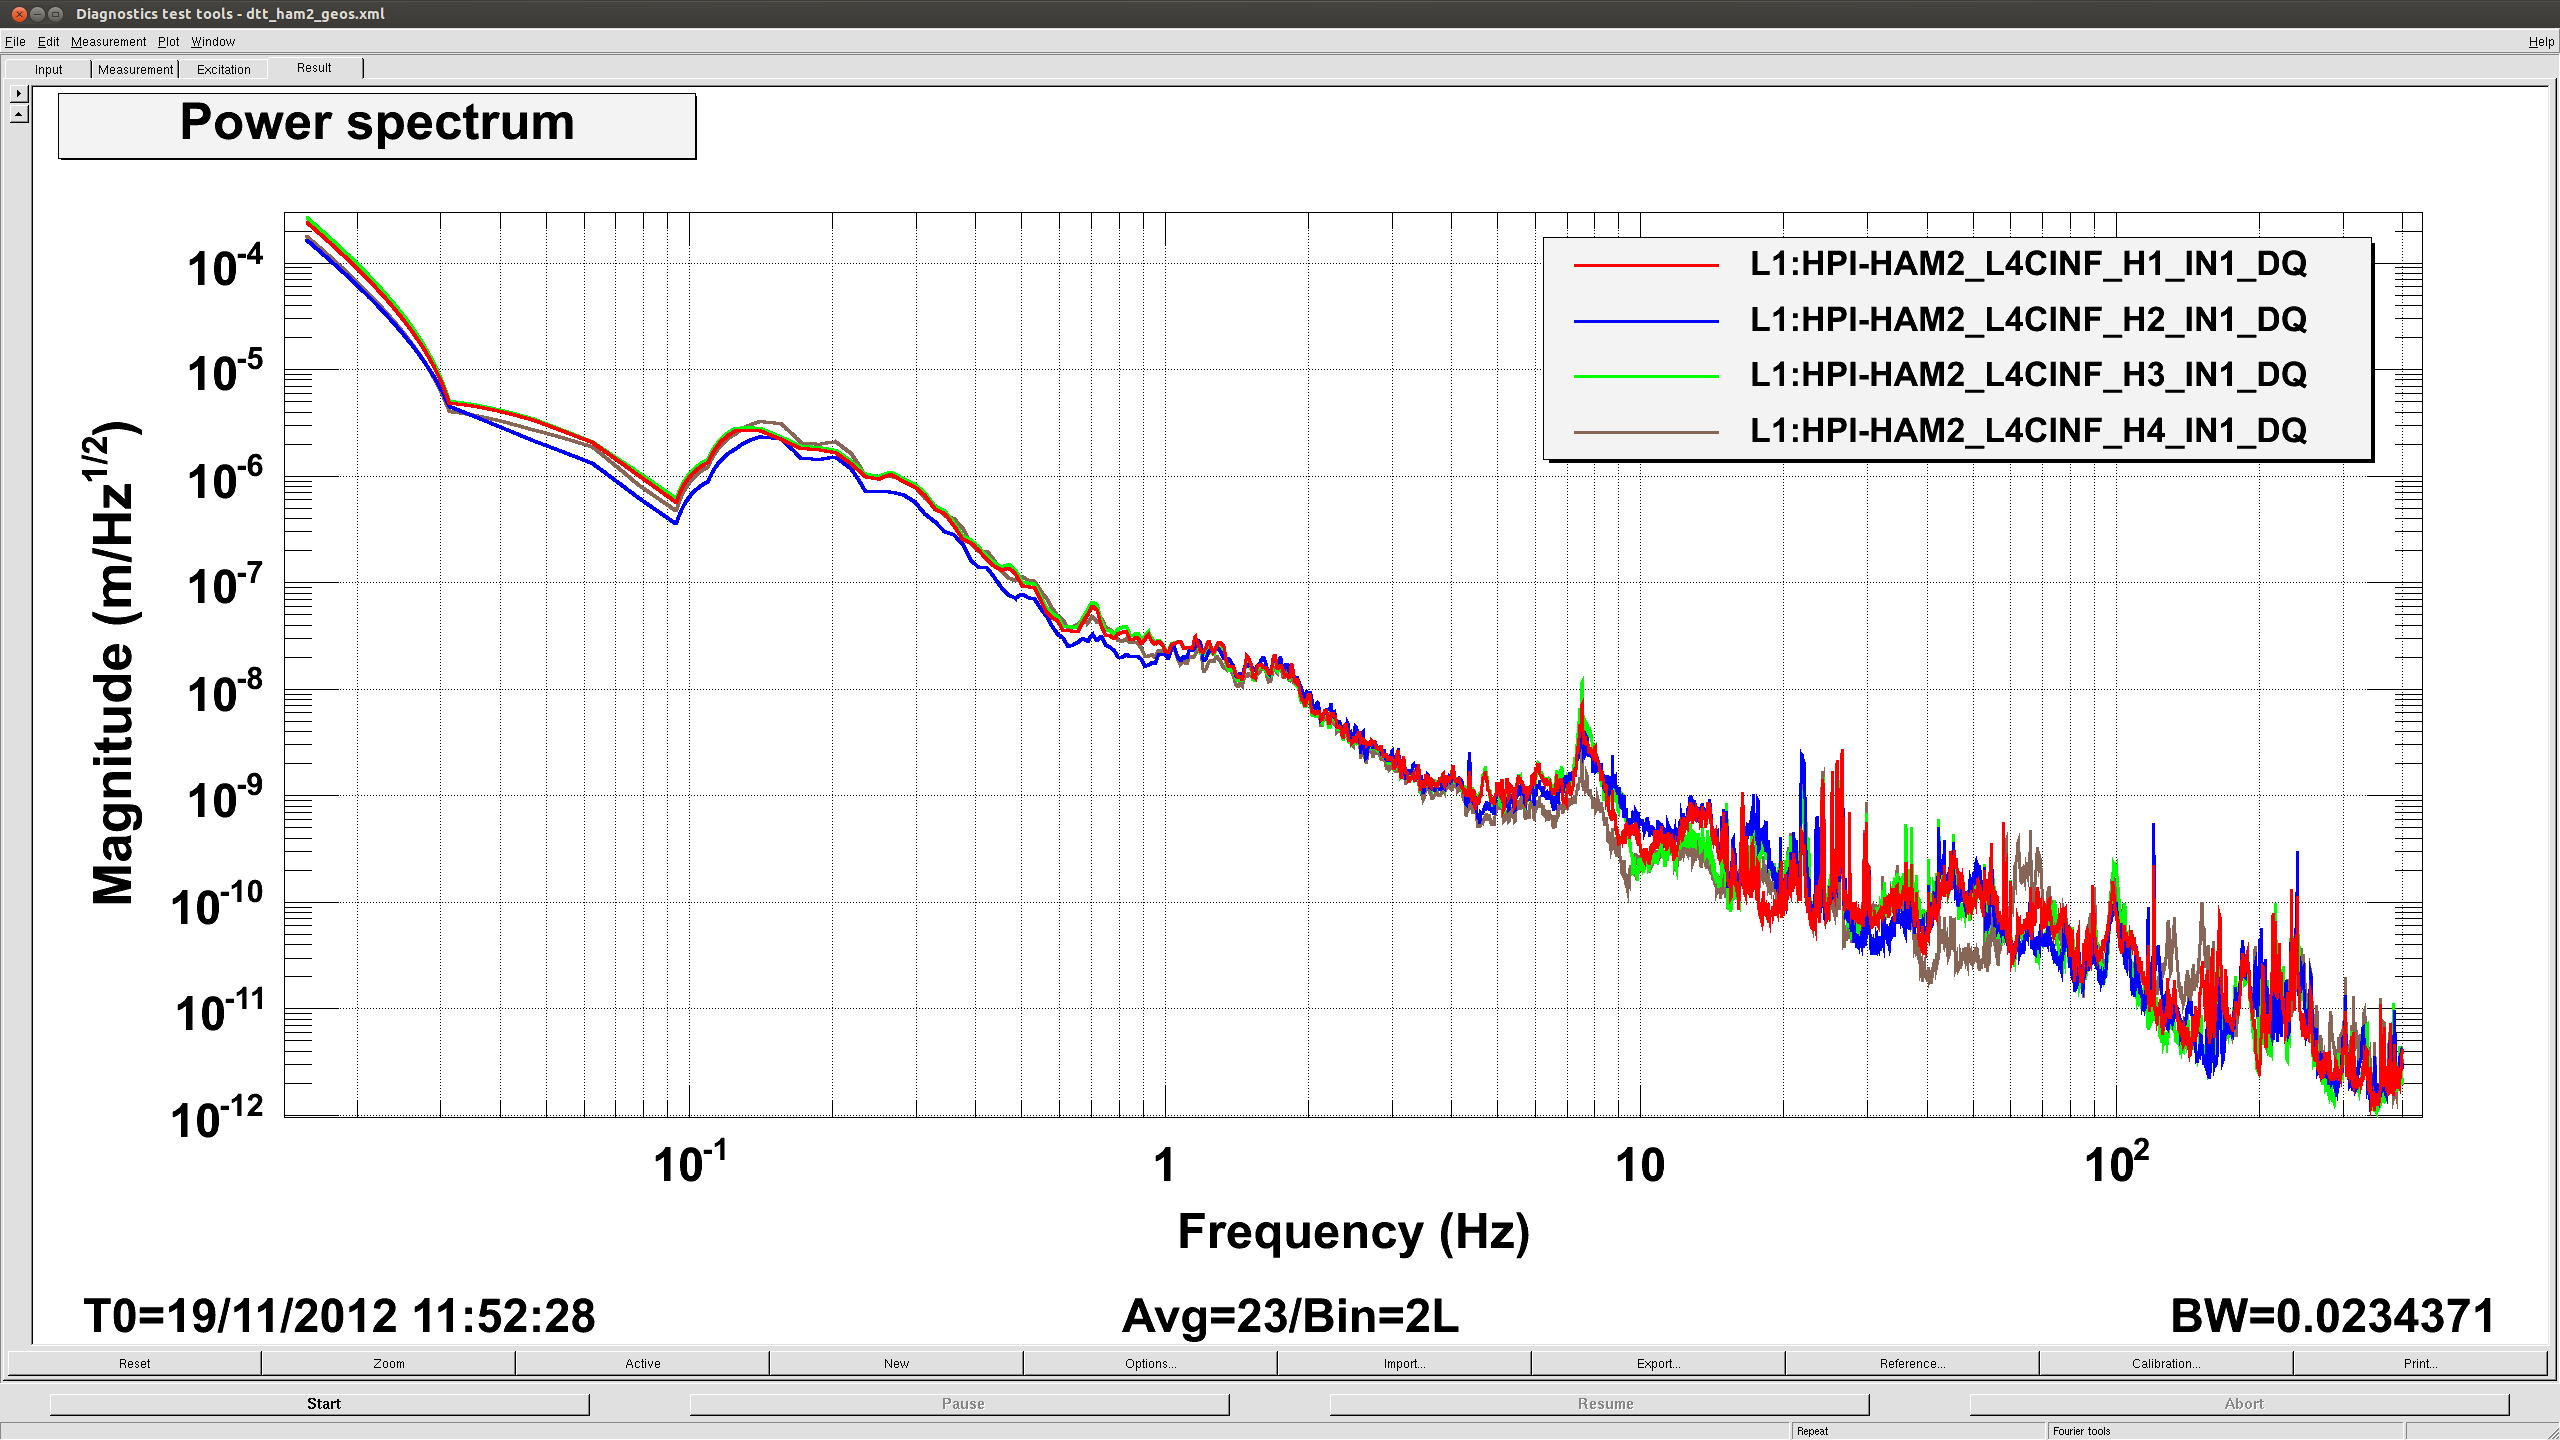 Diagnostics test tools - dtt_ham2_geos.xml
File Edit Measurement Plot Window Help
Input Measurement Excitation Result
Power spectrum
L1:HPI-HAM2_L4CINF_H1_IN1_DQ
L1:HPI-HAM2_L4CINF_H2_IN1_DQ
L1:HPI-HAM2_L4CINF_H3_IN1_DQ
L1:HPI-HAM2_L4CINF_H4_IN1_DQ
Magnitude (m/Hz^1/2)
10^-4
10^-5
10^-6
10^-7
10^-8
10^-9
10^-10
10^-11
10^-12
10^-1 1 10 10^2
Frequency (Hz)
T0=19/11/2012 11:52:28 Avg=23/Bin=2L BW=0.0234371
Reset Zoom Active New Options... Import... Export... Reference... Calibration... Print...
Start Pause Resume Abort
Repeat Fourier tools